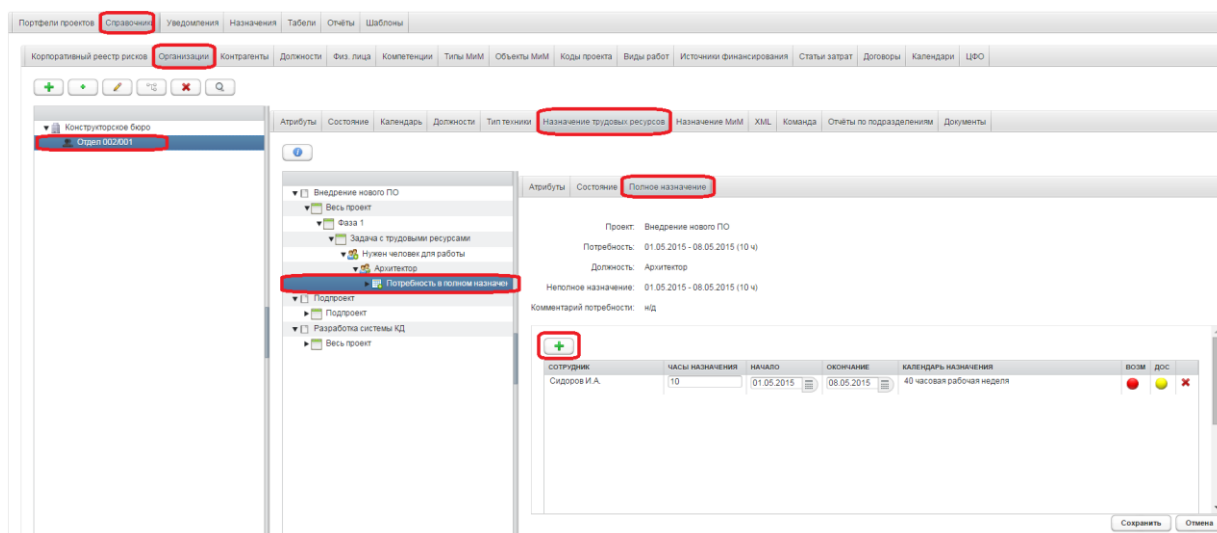 Портфели проектов Справочники Уведомления Назначения Табели Отчёты Шаблоны
Корпоративный реестр рисков Организации Контрагенты Должности Физ. лица Компетенции Типы МиМ Объекты МиМ Коды проекта Виды работ Источники финансирования Статьи затрат Договоры Календари ЦФО
Атрибуты Состояние Календарь Должности Тип техники Назначение трудовых ресурсов Назначение МиМ XML Команда Отчёты по подразделениям Документы
Конструкторское бюро
Отдел 002/001
Атрибуты Состояние Полное назначение
Внедрение нового ПО
Весь проект
Фаза 1
Задача с трудовыми ресурсами
Нужен человек для работы
Архитектор
Потребность в полном назначен
Подпроект
Подпроект
Разработка системы КД
Весь проект
Проект: Внедрение нового ПО
Потребность: 01.05.2015 - 08.05.2015 (10 ч)
Должность: Архитектор
Неполное назначение: 01.05.2015 - 08.05.2015 (10 ч)
Комментарий потребности: н/д
СОТРУДНИК ЧАСЫ НАЗНАЧЕНИЯ НАЧАЛО ОКОНЧАНИЕ КАЛЕНДАРЬ НАЗНАЧЕНИЯ ВОЗМ ДОС
Сидоров И.А. 10 01.05.2015 08.05.2015 40 часовая рабочая неделя
Сохранить Отмена